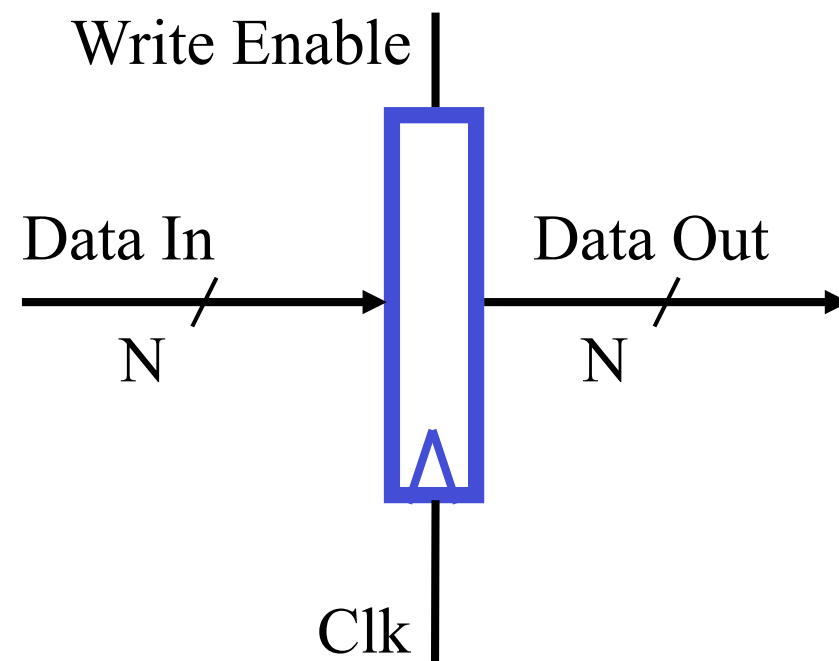 Write Enable
Data In
Data Out
N
N
Clk